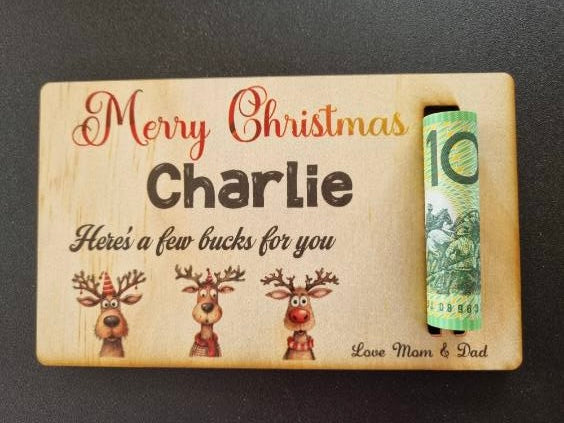 Merry Christmas
Charlie
Here's a few bucks for you
Love Mom & Dad
10